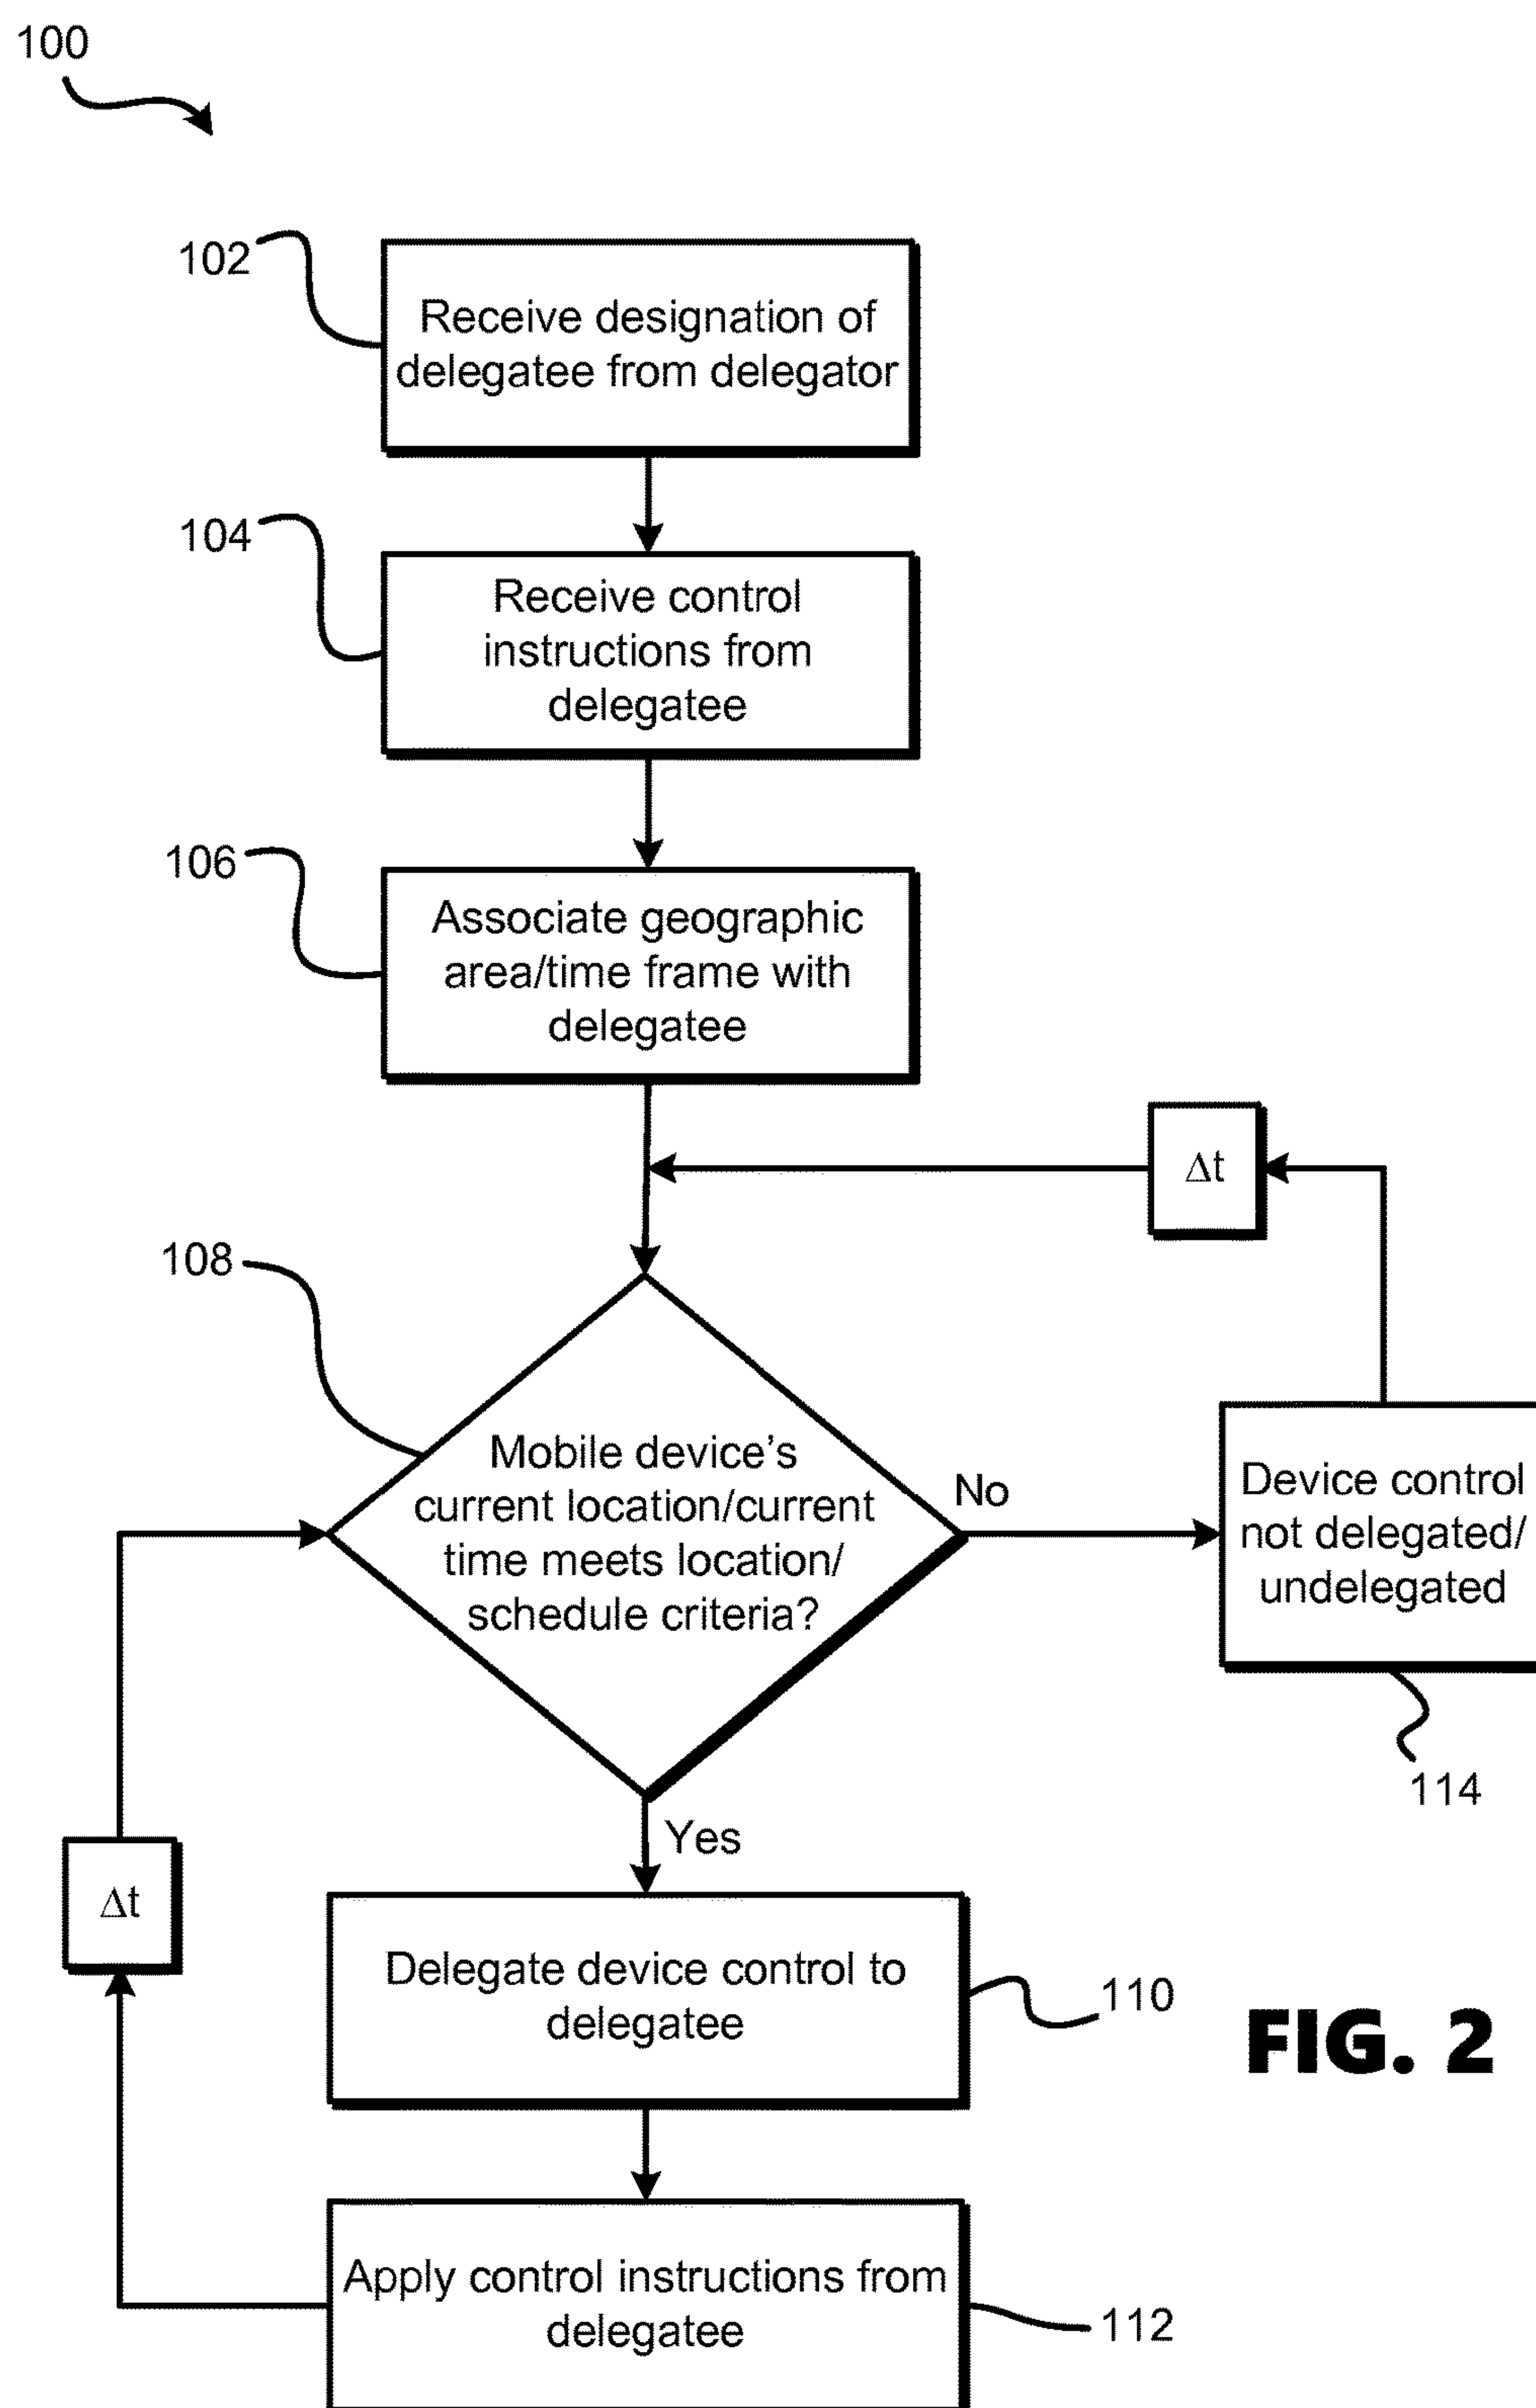 100
102
Receive designation of
delegatee from delegator
104
Receive control
instructions from
delegatee
106
Associate geographic
area/time frame with
delegatee
Δt
108
Mobile device’s
current location/current
time meets location/
schedule criteria?
No
Device control
not delegated/
undelegated
114
Yes
Δt
Delegate device control to
delegatee
110
FIG. 2
Apply control instructions from
delegatee
112